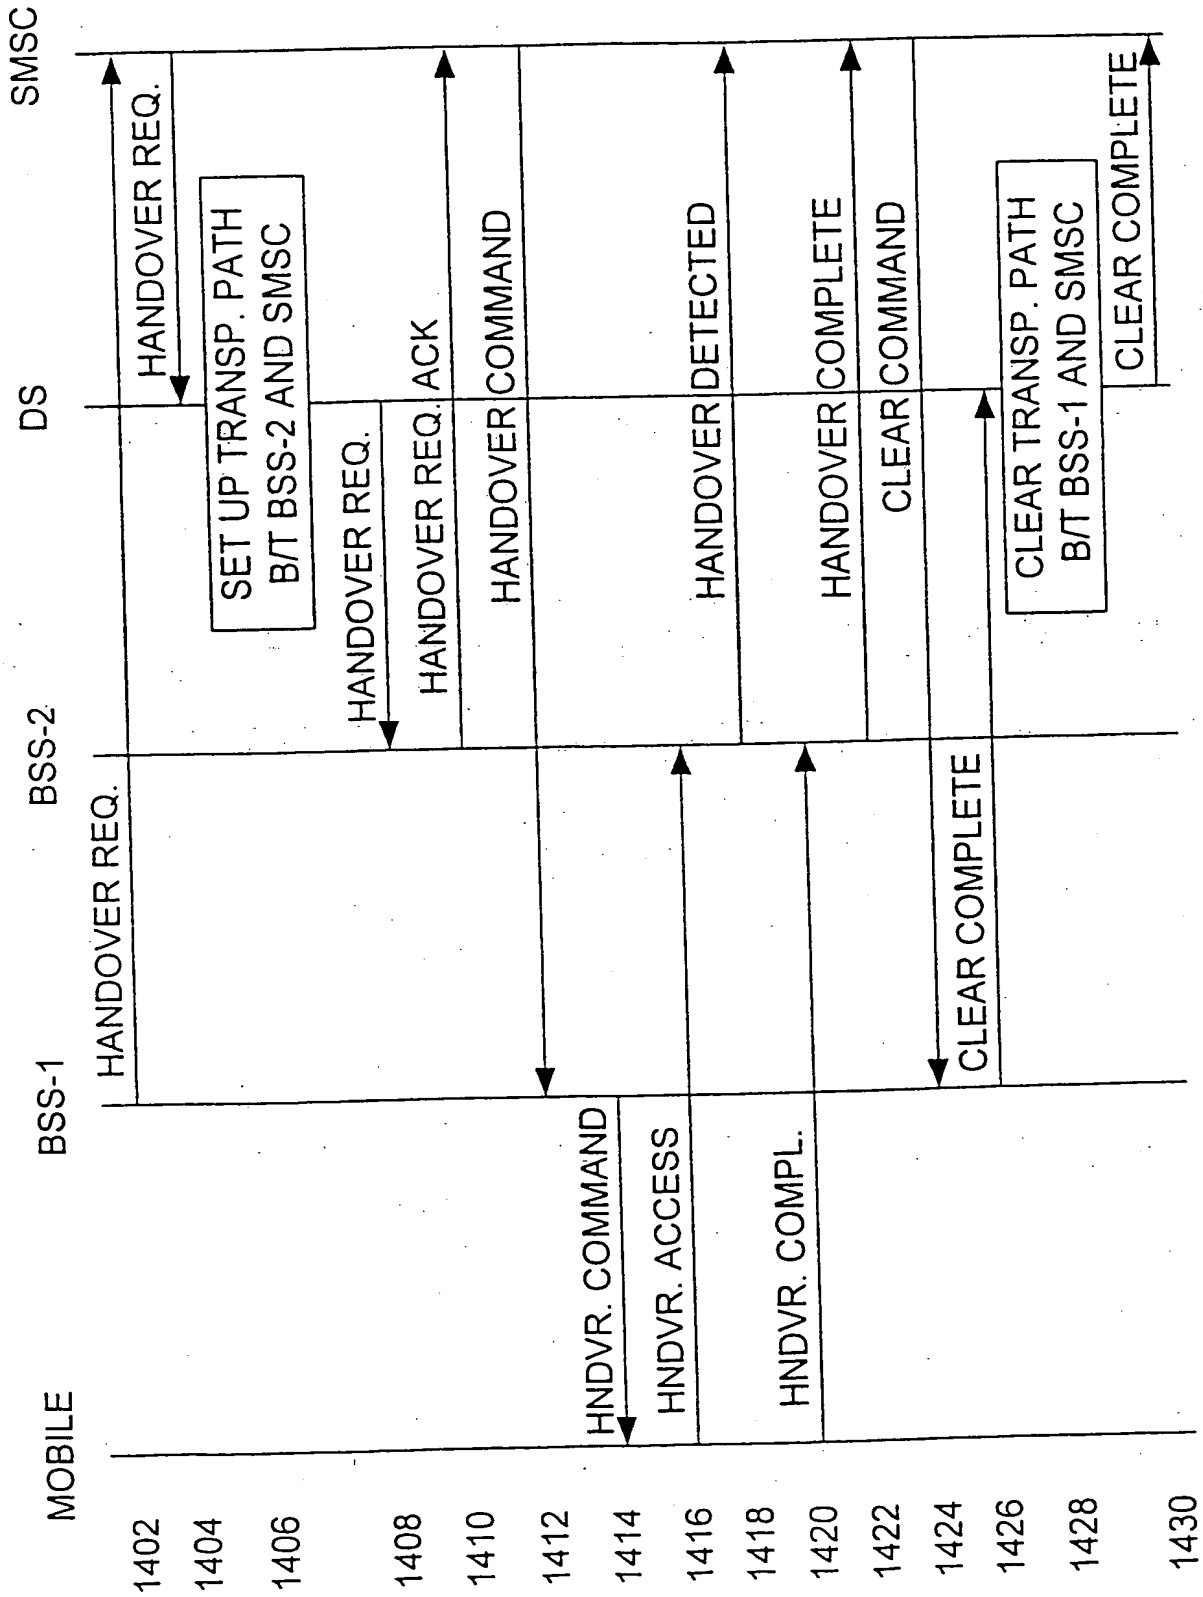 MOBILE
BSS-1
BSS-2
DS
SMSC
1402
HANDOVER REQ.
1404
HANDOVER REQ.
1406
SET UP TRANSP. PATH
B/T BSS-2 AND SMSC
1408
HANDOVER REQ.
1410
HANDOVER REQ. ACK
1412
HANDOVER COMMAND
1414
HNDVR. COMMAND
1416
HNDVR. ACCESS
1418
HANDOVER DETECTED
1420
HNDVR. COMPL.
1422
HANDOVER COMPLETE
1424
CLEAR COMMAND
1426
CLEAR COMPLETE
1428
CLEAR TRANSP. PATH
B/T BSS-1 AND SMSC
1430
CLEAR COMPLETE